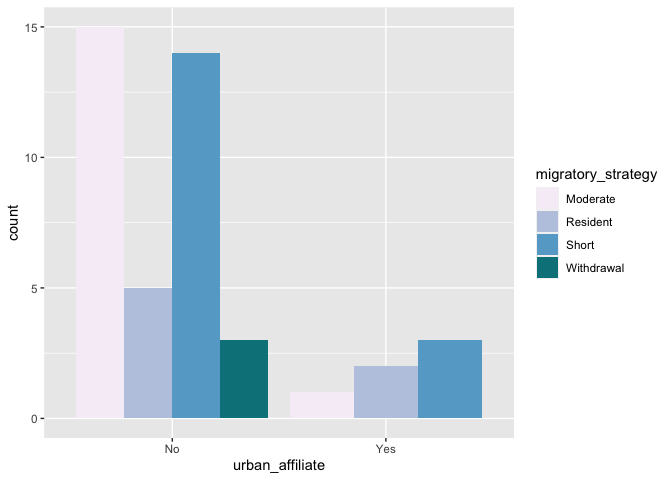 15
10
5
0
count
No
Yes
urban_affiliate
migratory_strategy
Moderate
Resident
Short
Withdrawal